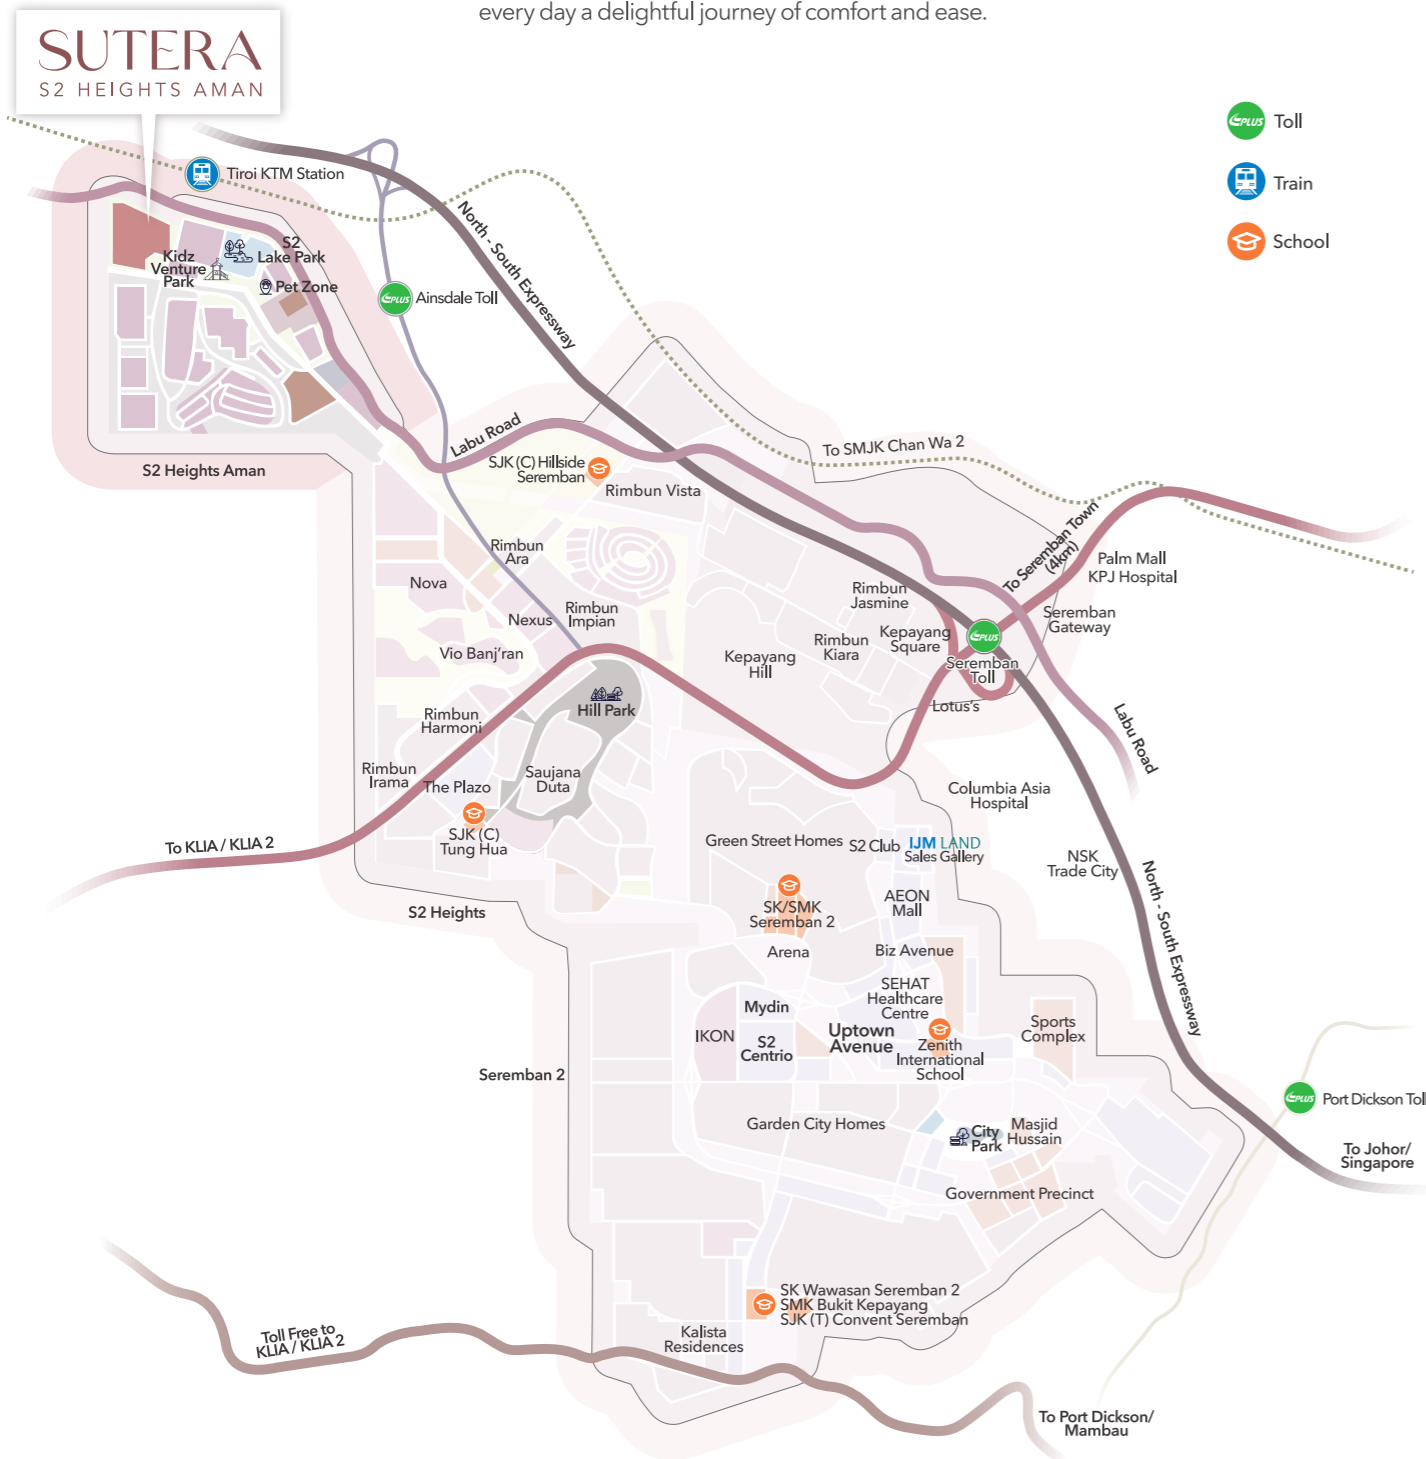 every day a delightful journey of comfort and ease.
SUTERA
S2 HEIGHTS AMAN
PLUS
Toll
Train
School
Tiroi KTM Station
S2
Lake Park
Kidz
Venture
Park
Pet Zone
PLUS
Ainsdale Toll
North - South Expressway
S2 Heights Aman
Labu Road
SJK (C) Hillside
Seremban
Rimbun Vista
To SMJK Chan Wa 2
To Seremban Town
(4km)
Palm Mall
KPJ Hospital
Seremban
Gateway
Rimbun
Ara
Nova
Nexus
Rimbun
Impian
Vio Banj'ran
Rimbun
Jasmine
Rimbun
Kiara
Kepayang
Square
Kepayang
Hill
PLUS
Seremban
Toll
Lotus's
Labu Road
Hill Park
Rimbun
Harmoni
Rimbun
Irama
The Plazo
Saujana
Duta
SJK (C)
Tung Hua
To KLIA / KLIA 2
S2 Heights
Columbia Asia
Hospital
Green Street Homes
S2 Club
IJM LAND
Sales Gallery
NSK
Trade City
North - South Expressway
SK/SMK
Seremban 2
AEON
Mall
Arena
Biz Avenue
SEHAT
Healthcare
Centre
Mydin
IKON
S2
Centrio
Uptown
Avenue
Zenith
International
School
Sports
Complex
Seremban 2
PLUS
Port Dickson Toll
Garden City Homes
City
Park
Masjid
Hussain
To Johor/
Singapore
Government Precinct
SK Wawasan Seremban 2
SMK Bukit Kepayang
SJK (T) Convent Seremban
Kalista
Residences
Toll Free to
KLIA / KLIA 2
To Port Dickson/
Mambau